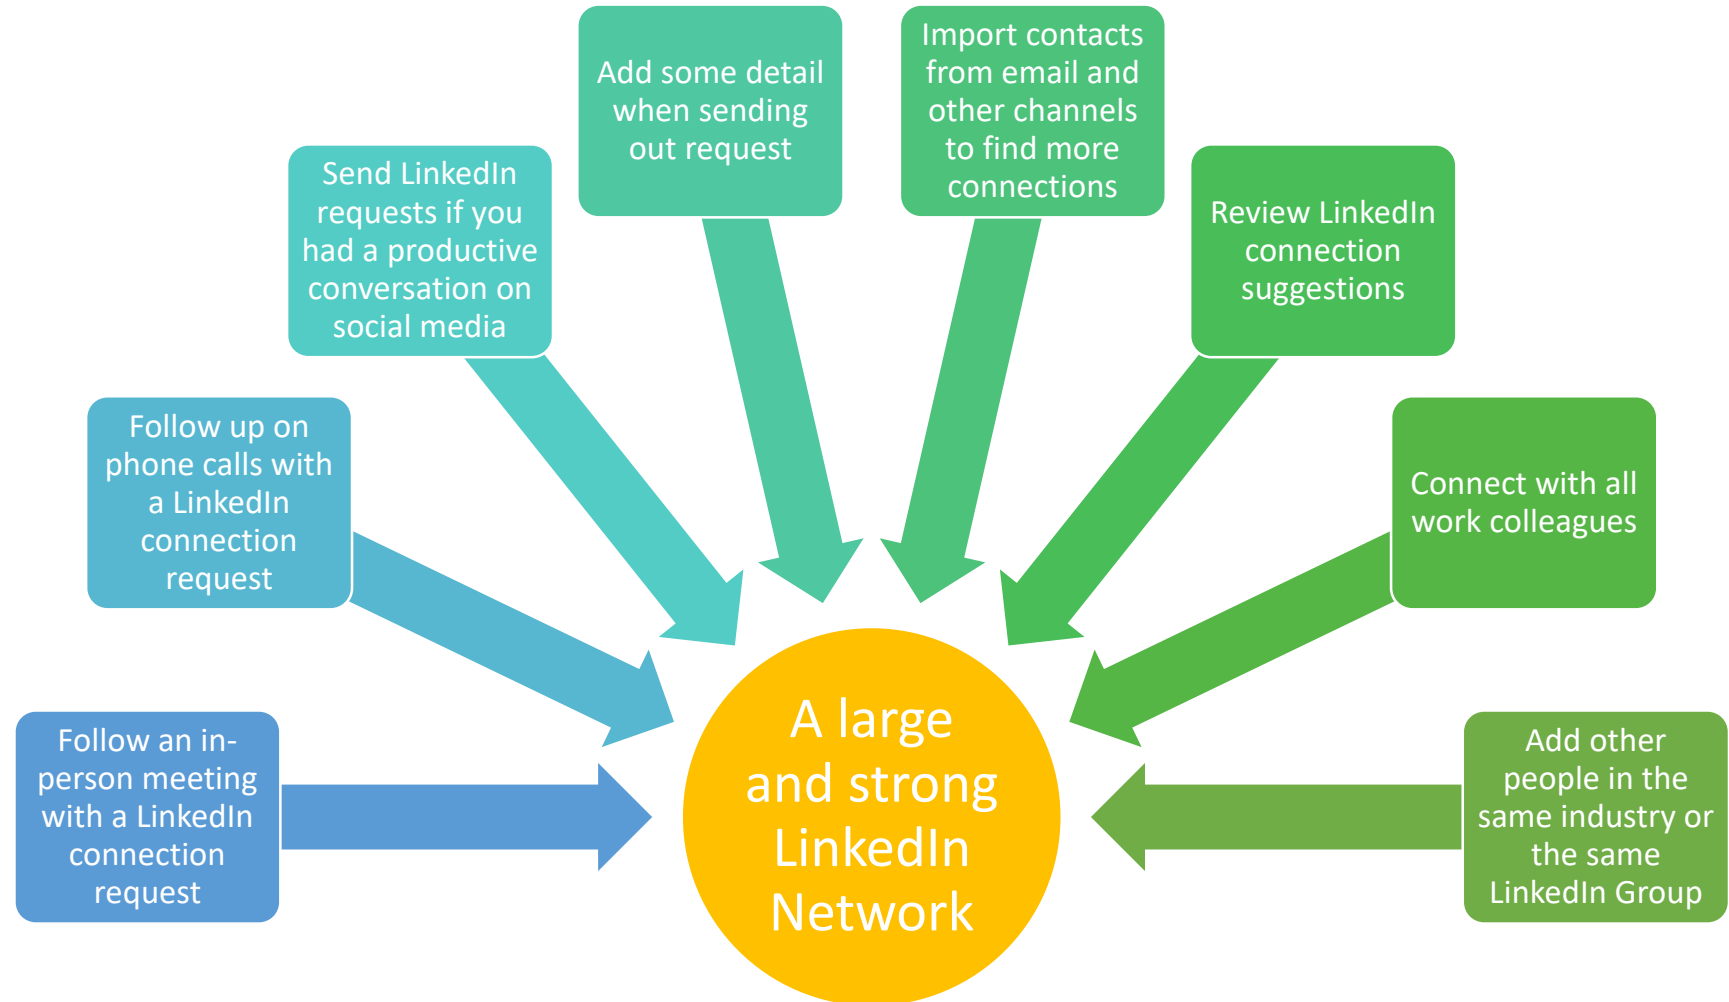 Follow an in-
person meeting
with a LinkedIn
connection
request
Follow up on
phone calls with
a LinkedIn
connection
request
Send LinkedIn
requests if you
had a productive
conversation on
social media
Add some detail
when sending
out request
Import contacts
from email and
other channels
to find more
connections
Review LinkedIn
connection
suggestions
Connect with all
work colleagues
Add other
people in the
same industry or
the same
LinkedIn Group
A large
and strong
LinkedIn
Network